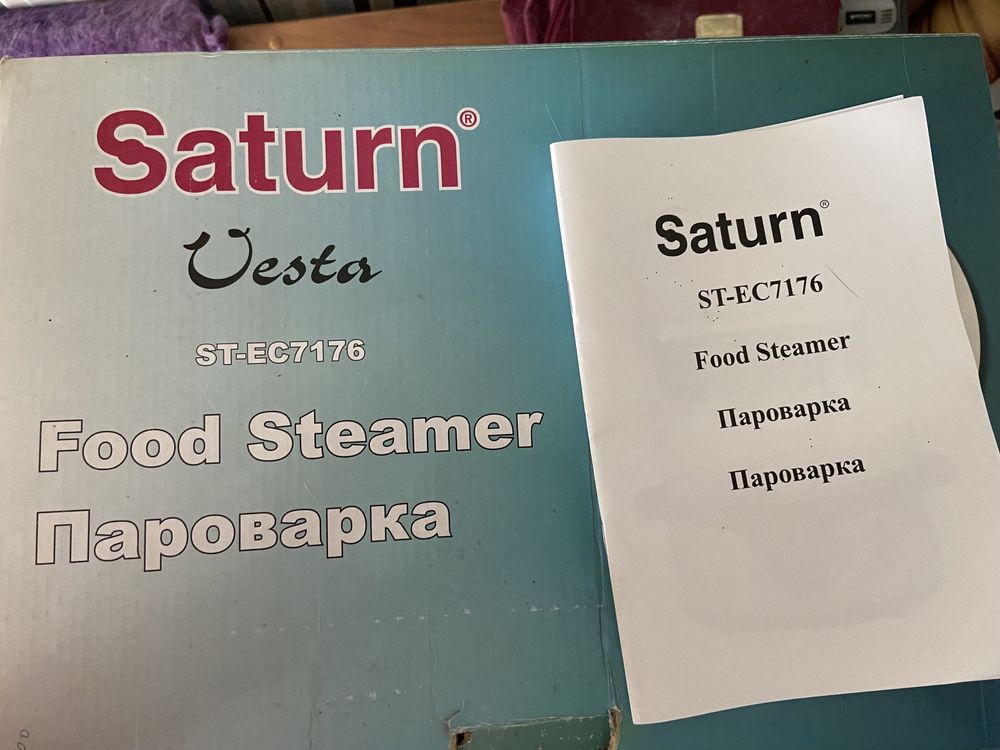 Saturn®
Vesta
ST-EC7176
Food Steamer
Пароварка
Saturn®
ST-EC7176
Food Steamer
Пароварка
Пароварка